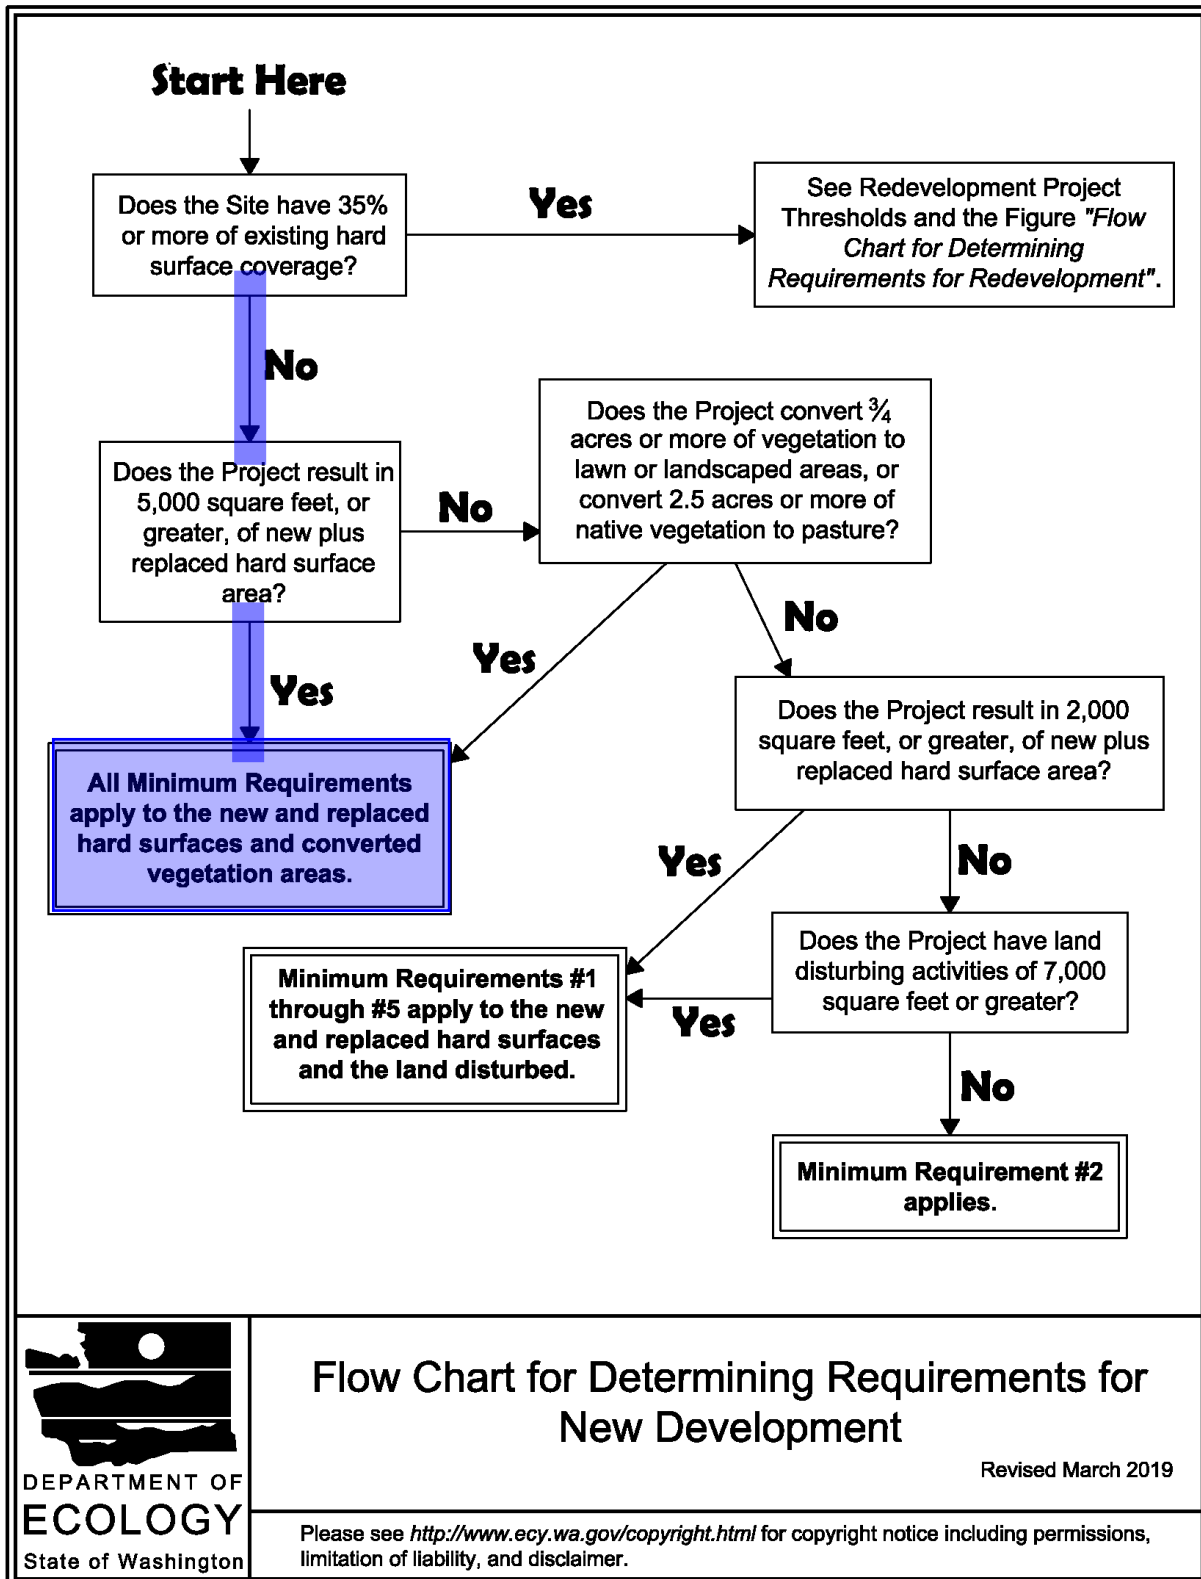 Start Here
Does the Site have 35%
or more of existing hard
surface coverage?
Yes
See Redevelopment Project
Thresholds and the Figure "Flow
Chart for Determining
Requirements for Redevelopment".
No
Does the Project result in
5,000 square feet, or
greater, of new plus
replaced hard surface
area?
No
Does the Project convert ¾
acres or more of vegetation to
lawn or landscaped areas, or
convert 2.5 acres or more of
native vegetation to pasture?
Yes
Yes
No
All Minimum Requirements
apply to the new and replaced
hard surfaces and converted
vegetation areas.
Does the Project result in 2,000
square feet, or greater, of new plus
replaced hard surface area?
Yes
No
Minimum Requirements #1
through #5 apply to the new
and replaced hard surfaces
and the land disturbed.
Yes
Does the Project have land
disturbing activities of 7,000
square feet or greater?
No
Minimum Requirement #2
applies.
DEPARTMENT OF
ECOLOGY
State of Washington
Flow Chart for Determining Requirements for
New Development
Revised March 2019
Please see http://www.ecy.wa.gov/copyright.html for copyright notice including permissions,
limitation of liability, and disclaimer.